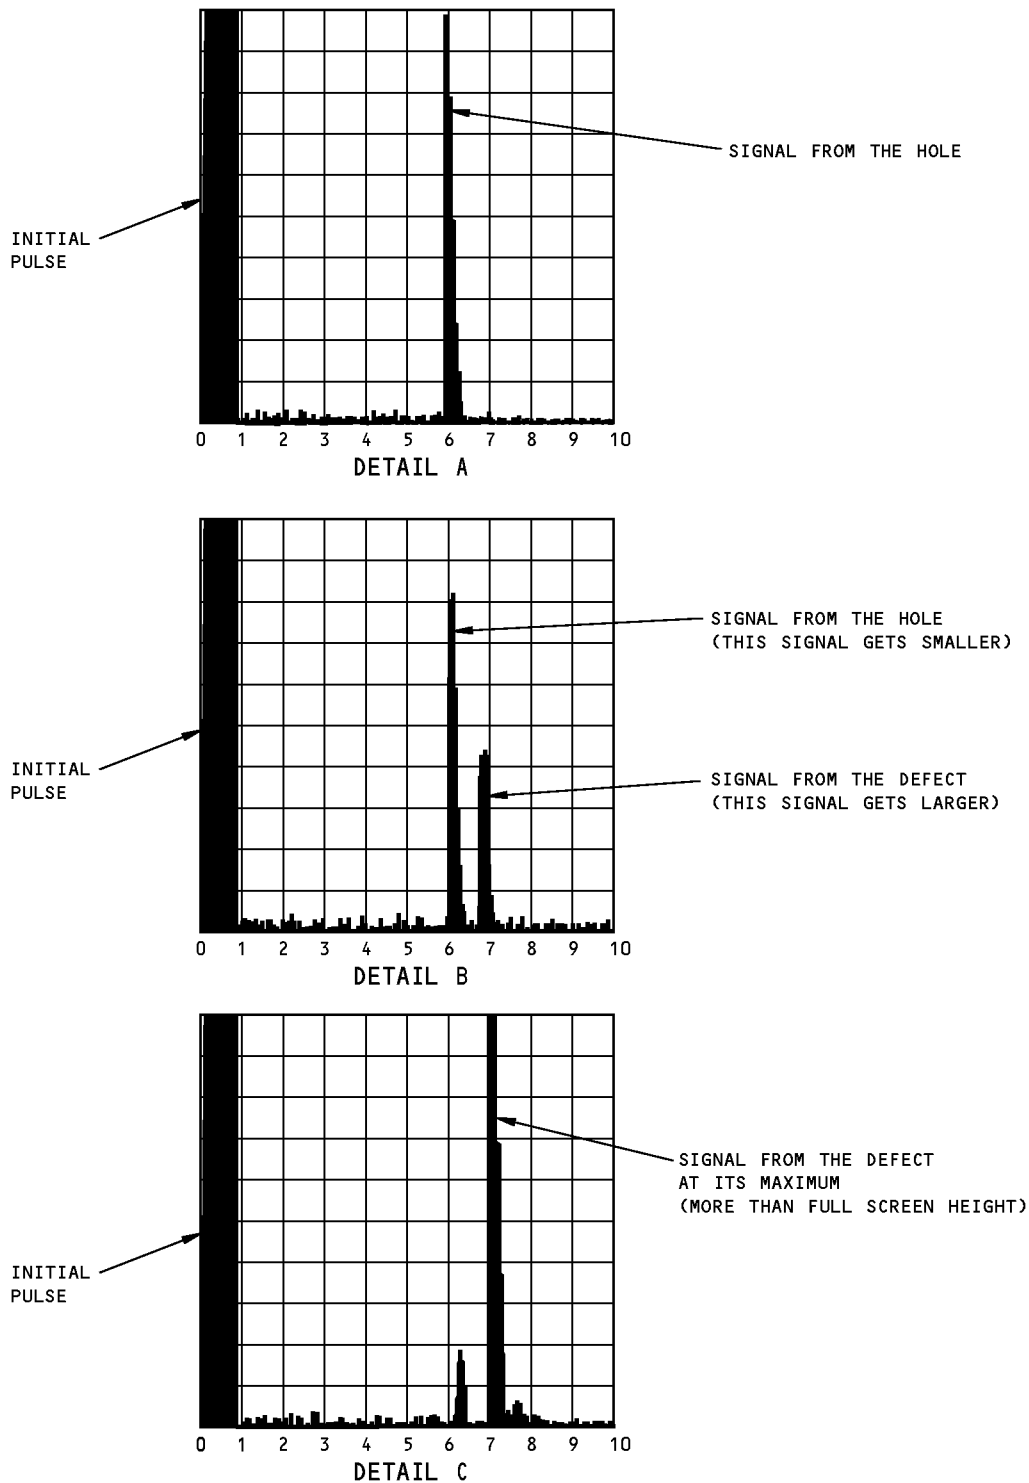 SIGNAL FROM THE HOLE
INITIAL
PULSE
0 1 2 3 4 5 6 7 8 9 10
DETAIL A
SIGNAL FROM THE HOLE
(THIS SIGNAL GETS SMALLER)
INITIAL
PULSE
SIGNAL FROM THE DEFECT
(THIS SIGNAL GETS LARGER)
0 1 2 3 4 5 6 7 8 9 10
DETAIL B
SIGNAL FROM THE DEFECT
AT ITS MAXIMUM
(MORE THAN FULL SCREEN HEIGHT)
INITIAL
PULSE
0 1 2 3 4 5 6 7 8 9 10
DETAIL C